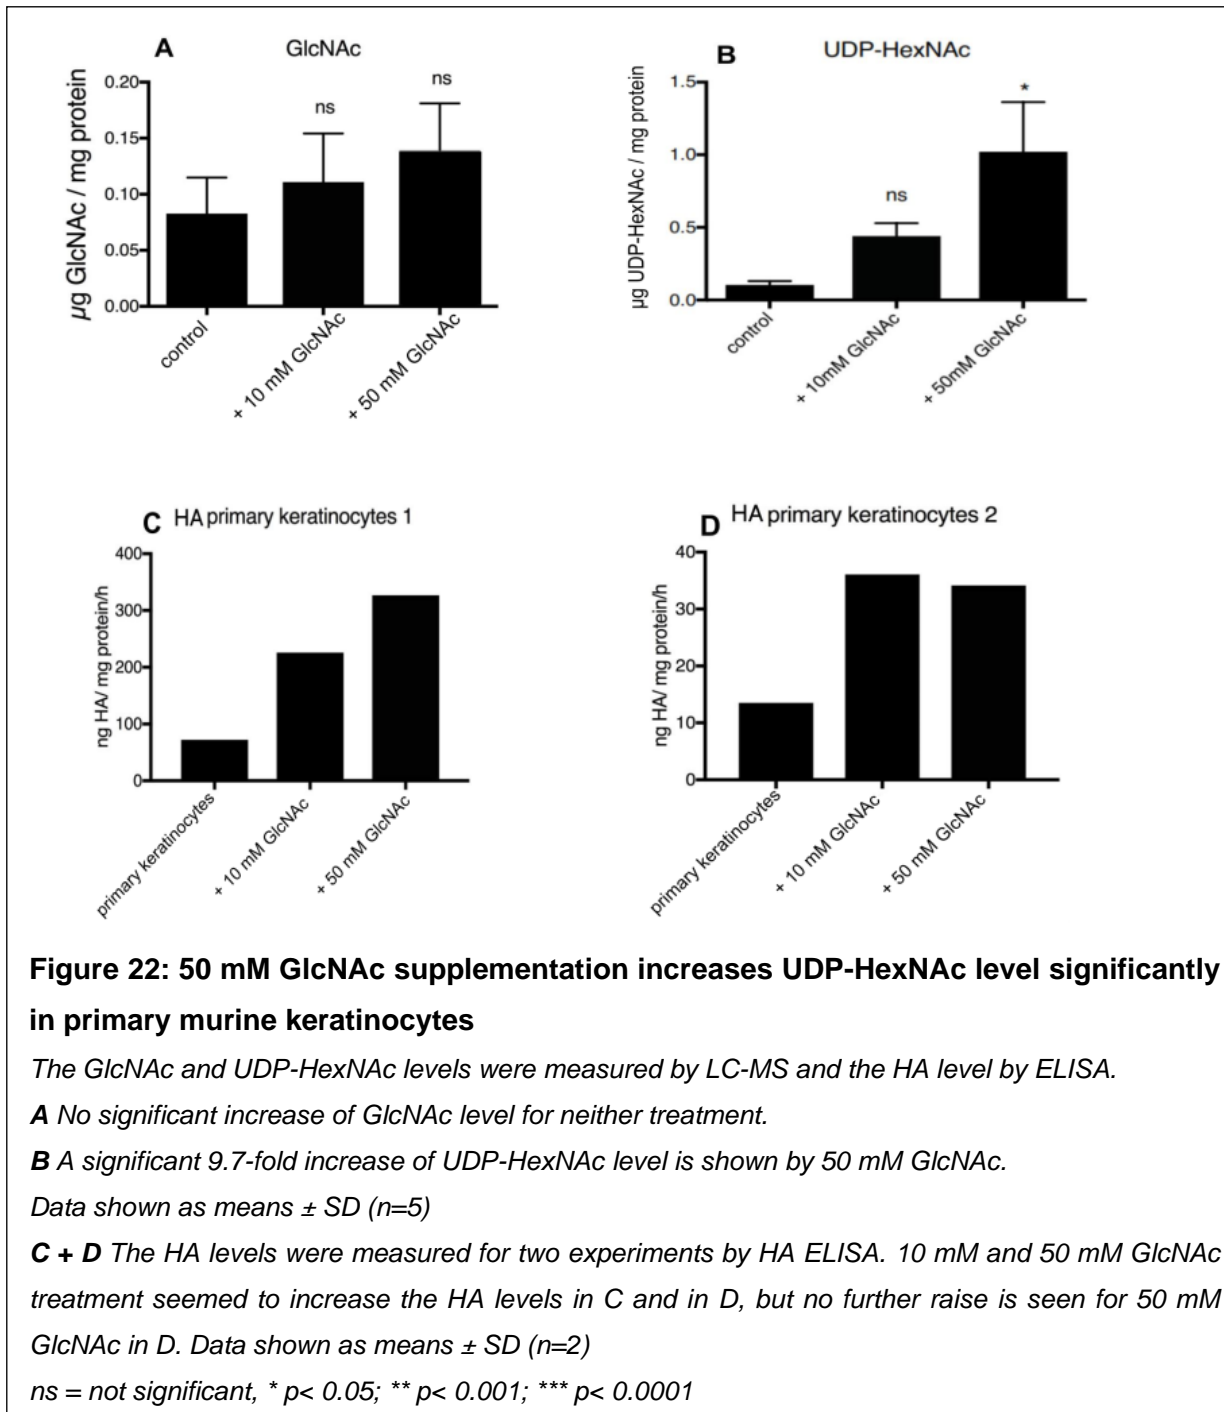 A
GlcNAc
µg GlcNAc / mg protein
0.20
0.15
0.10
0.05
0.00
ns
ns
control
+ 10 mM GlcNAc
+ 50 mM GlcNAc
B
UDP-HexNAc
µg UDP-HexNAc / mg protein
1.5
1.0
0.5
0.0
ns
*
control
+ 10mM GlcNAc
+ 50mM GlcNAc
C HA primary keratinocytes 1
ng HA/ mg protein/h
400
300
200
100
0
primary keratinocytes
+ 10 mM GlcNAc
+ 50 mM GlcNAc
D HA primary keratinocytes 2
ng HA/ mg protein/h
40
30
20
10
0
primary keratinocytes
+ 10 mM GlcNAc
+ 50 mM GlcNAc
Figure 22: 50 mM GlcNAc supplementation increases UDP-HexNAc level significantly
in primary murine keratinocytes
The GlcNAc and UDP-HexNAc levels were measured by LC-MS and the HA level by ELISA.
A No significant increase of GlcNAc level for neither treatment.
B A significant 9.7-fold increase of UDP-HexNAc level is shown by 50 mM GlcNAc.
Data shown as means ± SD (n=5)
C + D The HA levels were measured for two experiments by HA ELISA. 10 mM and 50 mM GlcNAc
treatment seemed to increase the HA levels in C and in D, but no further raise is seen for 50 mM
GlcNAc in D. Data shown as means ± SD (n=2)
ns = not significant, * p< 0.05; ** p< 0.001; *** p< 0.0001